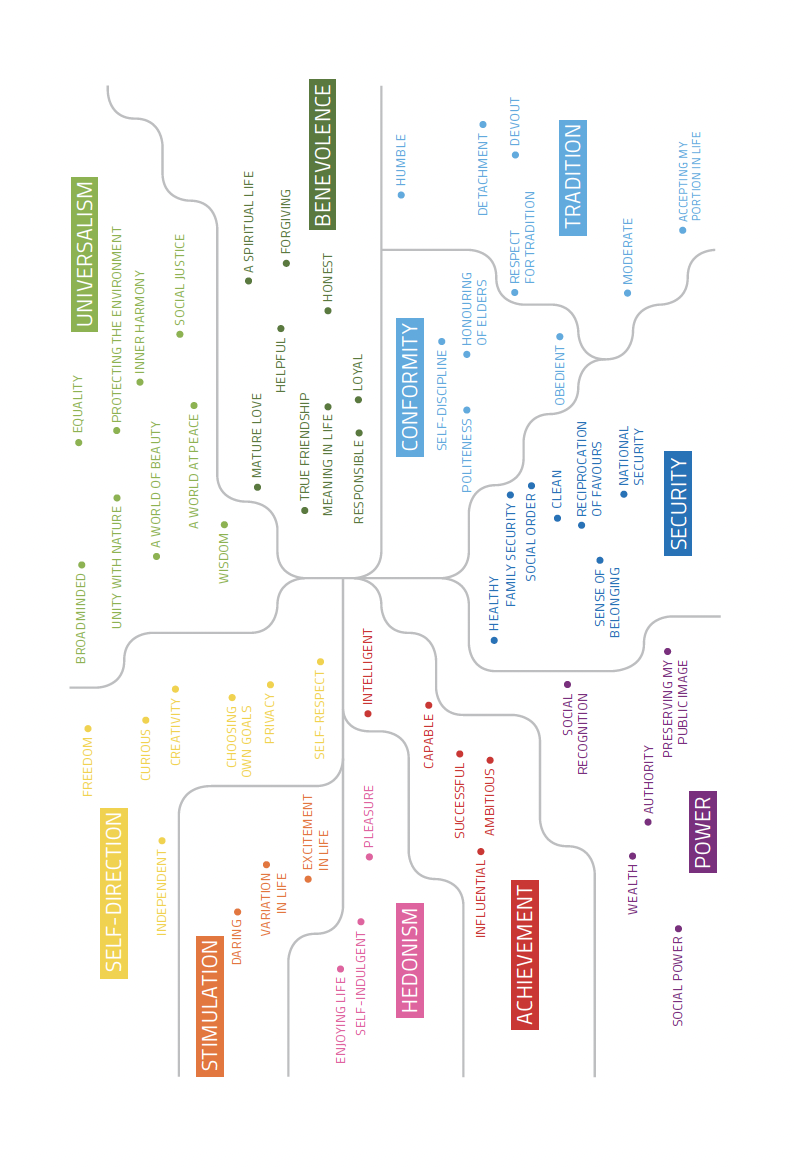 UNIVERSALISM
EQUALITY
BROADMINDED
PROTECTING THE ENVIRONMENT
UNITY WITH NATURE
INNER HARMONY
A WORLD OF BEAUTY
SOCIAL JUSTICE
A WORLD AT PEACE
WISDOM
BENEVOLENCE
A SPIRITUAL LIFE
MATURE LOVE
FORGIVING
HELPFUL
TRUE FRIENDSHIP
HONEST
MEANING IN LIFE
LOYAL
RESPONSIBLE
TRADITION
HUMBLE
DETACHMENT
DEVOUT
RESPECT
FOR TRADITION
MODERATE
ACCEPTING MY
PORTION IN LIFE
CONFORMITY
SELF-DISCIPLINE
HONOURING
OF ELDERS
POLITENESS
OBEDIENT
SECURITY
HEALTHY
FAMILY SECURITY
SOCIAL ORDER
CLEAN
RECIPROCATION
OF FAVOURS
SENSE OF
BELONGING
NATIONAL
SECURITY
SELF-DIRECTION
FREEDOM
CURIOUS
CREATIVITY
INDEPENDENT
CHOOSING
OWN GOALS
PRIVACY
SELF-RESPECT
STIMULATION
DARING
VARIATION
IN LIFE
EXCITEMENT
IN LIFE
HEDONISM
PLEASURE
ENJOYING LIFE
SELF-INDULGENT
ACHIEVEMENT
INTELLIGENT
CAPABLE
SUCCESSFUL
AMBITIOUS
INFLUENTIAL
POWER
SOCIAL
RECOGNITION
PRESERVING MY
PUBLIC IMAGE
AUTHORITY
WEALTH
SOCIAL POWER